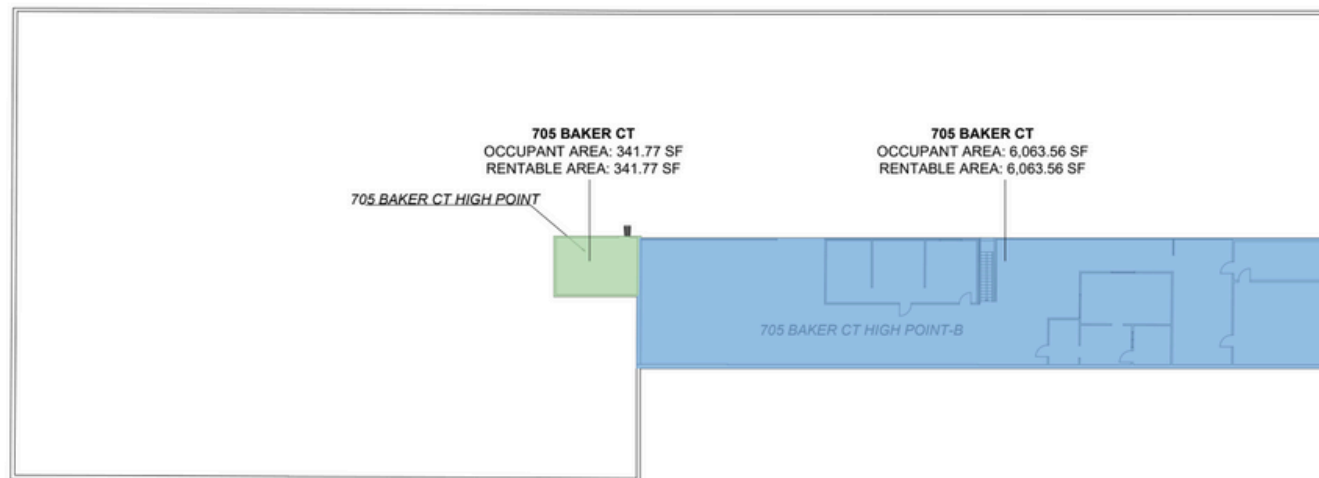 705 BAKER CT
OCCUPANT AREA: 341.77 SF
RENTABLE AREA: 341.77 SF
705 BAKER CT HIGH POINT
705 BAKER CT
OCCUPANT AREA: 6,063.56 SF
RENTABLE AREA: 6,063.56 SF
705 BAKER CT HIGH POINT-B